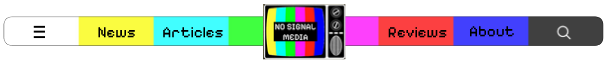 News
Articles
NO SIGNAL
MEDIA
Reviews
About